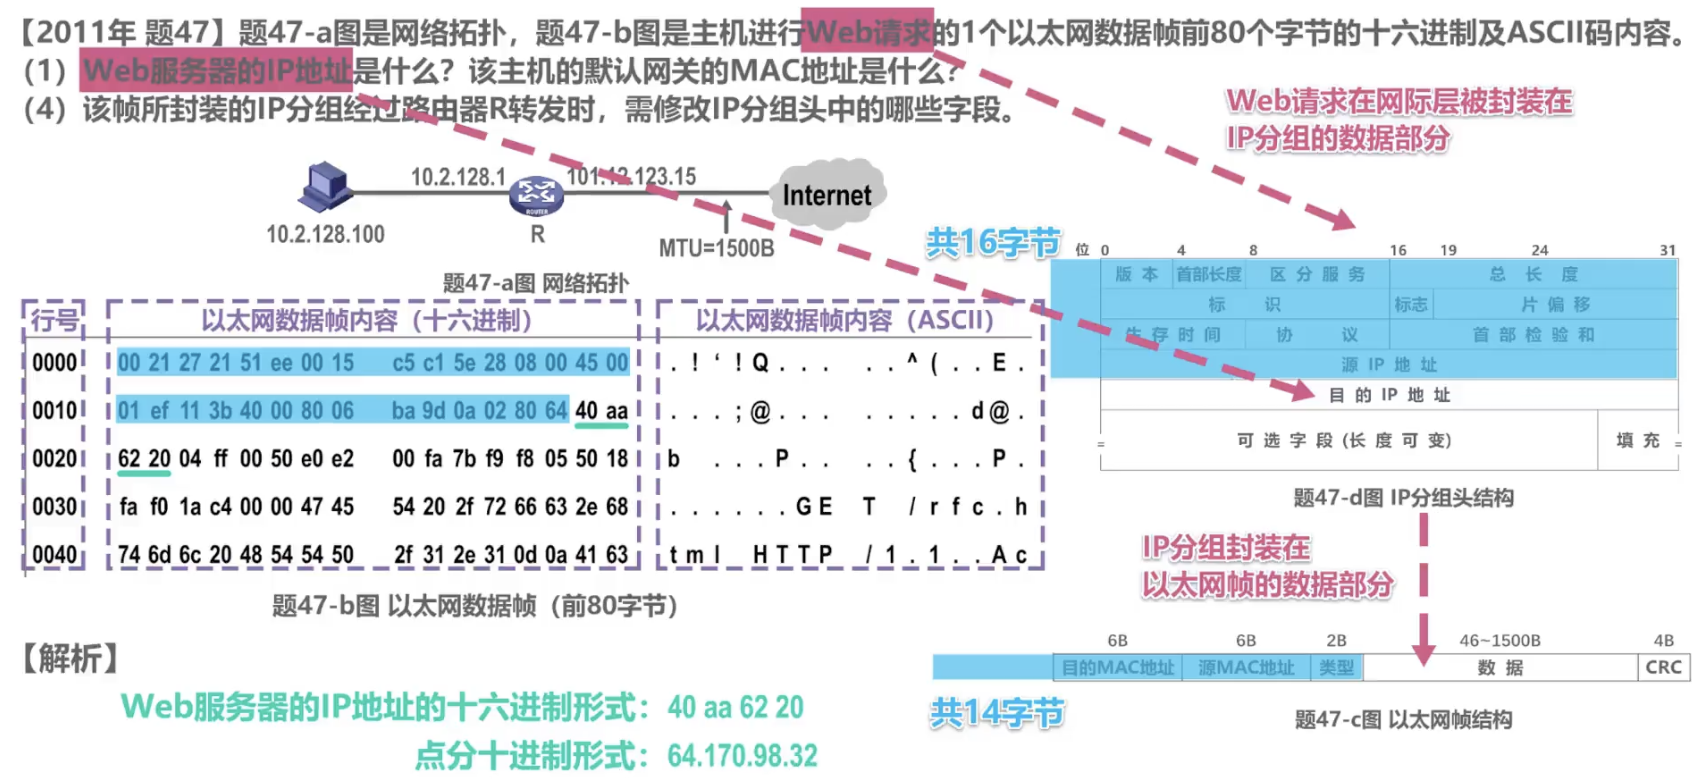 【2011年 题47】题47-a图是网络拓扑，题47-b图是主机进行Web请求的1个以太网数据帧前80个字节的十六进制及ASCII码内容。
（1）Web服务器的IP地址是什么？该主机的默认网关的MAC地址是什么？
（4）该帧所封装的IP分组经过路由器R转发时，需修改IP分组头中的哪些字段。
Web请求在网际层被封装在
IP分组的数据部分
10.2.128.1
101.12.123.15
Internet
ROUTER
10.2.128.100
R
MTU=1500B
题47-a图 网络拓扑
共16字节
位 0 4 8 16 19 24 31
版本 首部长度 区分服务 总长度
标识 标志 片偏移
生存时间 协议 首部检验和
源IP地址
目的IP地址
可选字段(长度可变) 填充
题47-d图 IP分组头结构
行号 以太网数据帧内容（十六进制） 以太网数据帧内容（ASCII）
0000 00 21 27 21 51 ee 00 15 c5 c1 5e 28 08 00 45 00 . ! ‘ ! Q . . . . . ^ ( . . E .
0010 01 ef 11 3b 40 00 80 06 ba 9d 0a 02 80 64 40 aa . . . ; @ . . . . . . . . d @ .
0020 62 20 04 ff 00 50 e0 e2 00 fa 7b f9 f8 05 50 18 b . . . P . . . . { . . . P .
0030 fa f0 1a c4 00 00 47 45 54 20 2f 72 66 63 2e 68 . . . . . . G E T / r f c . h
0040 74 6d 6c 20 48 54 54 50 2f 31 2e 31 0d 0a 41 63 t m l H T T P / 1 . 1 . . A c
题47-b图 以太网数据帧（前80字节）
IP分组封装在
以太网帧的数据部分
6B 6B 2B 46~1500B 4B
目的MAC地址 源MAC地址 类型 数据 CRC
共14字节
题47-c图 以太网帧结构
【解析】
Web服务器的IP地址的十六进制形式：40 aa 62 20
点分十进制形式：64.170.98.32